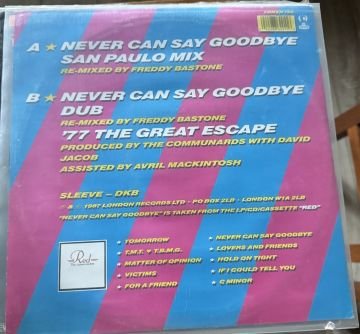 A ★ NEVER CAN SAY GOODBYE
SAN PAULO MIX
RE-MIXED BY FREDDY BASTONE
B ★ NEVER CAN SAY GOODBYE
DUB
RE-MIXED BY FREDDY BASTONE
'77 THE GREAT ESCAPE
PRODUCED BY THE COMMUNARDS WITH DAVID
JACOB
ASSISTED BY AVRIL MACKINTOSH
SLEEVE - DKB
1987 LONDON RECORDS LTD - PO BOX 2LB - LONDON W1A 2LB
"NEVER CAN SAY GOODBYE" IS TAKEN FROM THE LP/CD/CASSETTE "RED"
Red
★ TOMORROW
★ T.M.T. ♥ T.B.M.G.
★ MATTER OF OPINION
★ VICTIMS
★ FOR A FRIEND
★ NEVER CAN SAY GOODBYE
★ LOVERS AND FRIENDS
★ HOLD ON TIGHT
★ IF I COULD TELL YOU
★ C MINOR